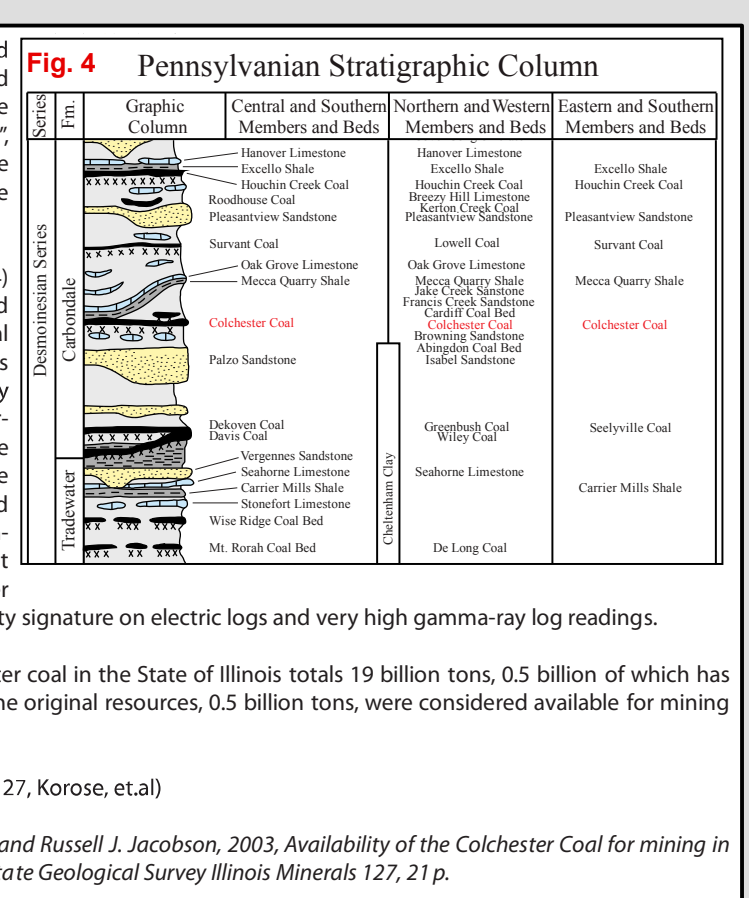 Fig. 4 Pennsylvanian Stratigraphic Column
Series
Fm.
Graphic Column
Central and Southern Members and Beds
Northern and Western Members and Beds
Eastern and Southern Members and Beds
Desmoinesian Series
Carbondale
Tradewater
Hanover Limestone
Excello Shale
Houchin Creek Coal
Roodhouse Coal
Pleasantview Sandstone
Survant Coal
Oak Grove Limestone
Mecca Quarry Shale
Colchester Coal
Palzo Sandstone
Dekoven Coal
Davis Coal
Vergennes Sandstone
Seahorne Limestone
Carrier Mills Shale
Stonefort Limestone
Wise Ridge Coal Bed
Mt. Rorah Coal Bed
Cheltenham Clay
Hanover Limestone
Excello Shale
Houchin Creek Coal
Breezy Hill Limestone
Kerton Creek Coal
Pleasantview Sandstone
Lowell Coal
Oak Grove Limestone
Mecca Quarry Shale
Jake Creek Sanstone
Francis Creek Sandstone
Cardiff Coal Bed
Colchester Coal
Browning Sandstone
Abingdon Coal Bed
Isabel Sandstone
Greenbush Coal
Wiley Coal
Seahorne Limestone
De Long Coal
Excello Shale
Houchin Creek Coal
Pleasantview Sandstone
Survant Coal
Mecca Quarry Shale
Colchester Coal
Seelyville Coal
Carrier Mills Shale
ty signature on electric logs and very high gamma-ray log readings.
ter coal in the State of Illinois totals 19 billion tons, 0.5 billion of which has
he original resources, 0.5 billion tons, were considered available for mining
27, Korose, et.al)
and Russell J. Jacobson, 2003, Availability of the Colchester Coal for mining in
tate Geological Survey Illinois Minerals 127, 21 p.